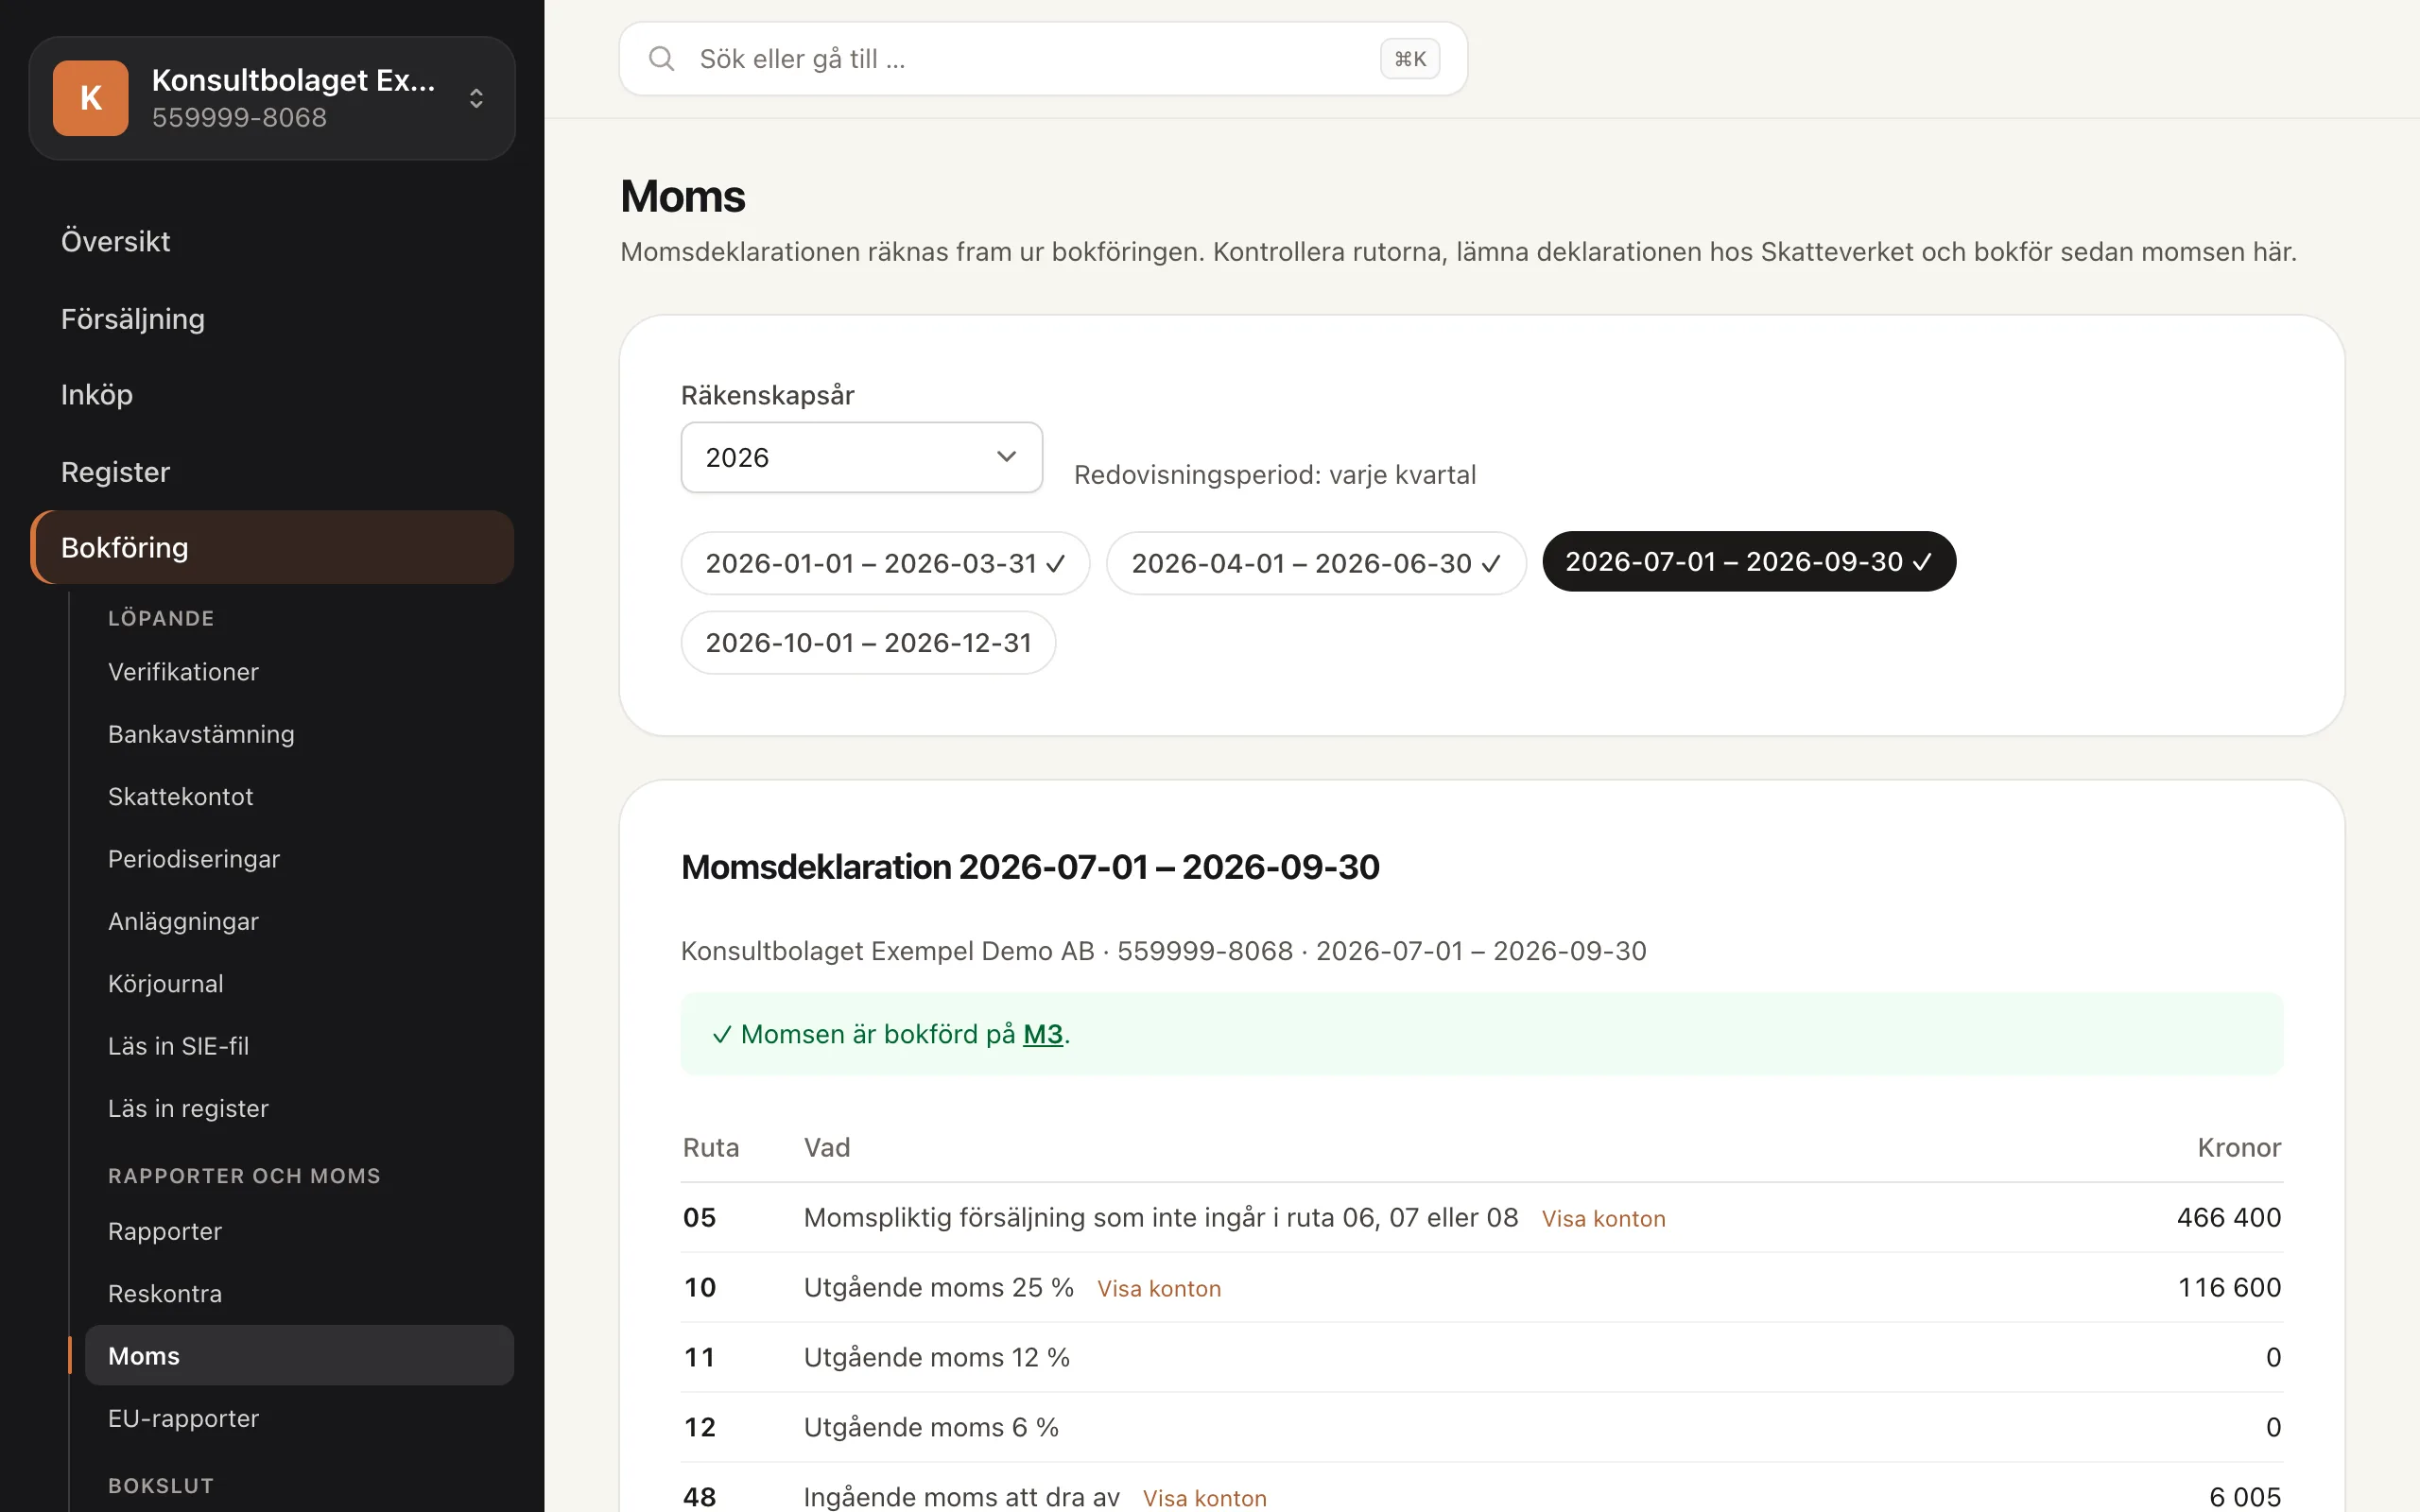 K
Konsultbolaget Ex...
559999-8068
Översikt
Försäljning
Inköp
Register
Bokföring
LÖPANDE
Verifikationer
Bankavstämning
Skattekontot
Periodiseringar
Anläggningar
Körjournal
Läs in SIE-fil
Läs in register
RAPPORTER OCH MOMS
Rapporter
Reskontra
Moms
EU-rapporter
BOKSLUT
Sök eller gå till ...
⌘K
Moms
Momsdeklarationen räknas fram ur bokföringen. Kontrollera rutorna, lämna deklarationen hos Skatteverket och bokför sedan momsen här.
Räkenskapsår
2026
Redovisningsperiod: varje kvartal
2026-01-01 – 2026-03-31 ✓
2026-04-01 – 2026-06-30 ✓
2026-07-01 – 2026-09-30 ✓
2026-10-01 – 2026-12-31
Momsdeklaration 2026-07-01 – 2026-09-30
Konsultbolaget Exempel Demo AB · 559999-8068 · 2026-07-01 – 2026-09-30
✓ Momsen är bokförd på M3.
Ruta Vad Kronor
05 Momspliktig försäljning som inte ingår i ruta 06, 07 eller 08 Visa konton 466 400
10 Utgående moms 25 % Visa konton 116 600
11 Utgående moms 12 % 0
12 Utgående moms 6 % 0
48 Ingående moms att dra av Visa konton 6 005